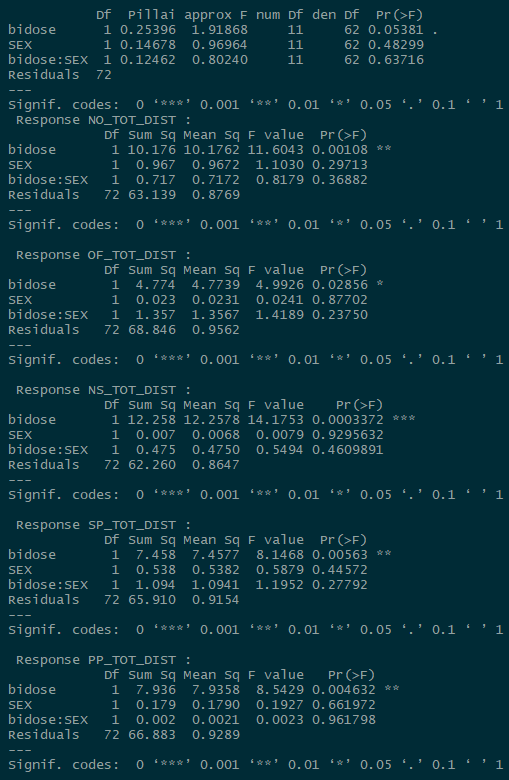 Df  Pillai approx F num Df den Df  Pr(>F)
bidose      1 0.25396  1.91868     11     62 0.05381 .
SEX         1 0.14678  0.96964     11     62 0.48299
bidose:SEX  1 0.12462  0.80240     11     62 0.63716
Residuals  72
---
Signif. codes:  0 ‘***’ 0.001 ‘**’ 0.01 ‘*’ 0.05 ‘.’ 0.1 ‘ ’ 1
 Response NO_TOT_DIST :
            Df Sum Sq Mean Sq F value  Pr(>F)
bidose       1 10.176 10.1762 11.6043 0.00108 **
SEX          1  0.967  0.9672  1.1030 0.29713
bidose:SEX   1  0.717  0.7172  0.8179 0.36882
Residuals   72 63.139  0.8769
---
Signif. codes:  0 ‘***’ 0.001 ‘**’ 0.01 ‘*’ 0.05 ‘.’ 0.1 ‘ ’ 1

 Response OF_TOT_DIST :
            Df Sum Sq Mean Sq F value  Pr(>F)
bidose       1  4.774  4.7739  4.9926 0.02856 *
SEX          1  0.023  0.0231  0.0241 0.87702
bidose:SEX   1  1.357  1.3567  1.4189 0.23750
Residuals   72 68.846  0.9562
---
Signif. codes:  0 ‘***’ 0.001 ‘**’ 0.01 ‘*’ 0.05 ‘.’ 0.1 ‘ ’ 1

 Response NS_TOT_DIST :
            Df Sum Sq Mean Sq F value    Pr(>F)
bidose       1 12.258 12.2578 14.1753 0.0003372 ***
SEX          1  0.007  0.0068  0.0079 0.9295632
bidose:SEX   1  0.475  0.4750  0.5494 0.4609891
Residuals   72 62.260  0.8647
---
Signif. codes:  0 ‘***’ 0.001 ‘**’ 0.01 ‘*’ 0.05 ‘.’ 0.1 ‘ ’ 1

 Response SP_TOT_DIST :
            Df Sum Sq Mean Sq F value  Pr(>F)
bidose       1  7.458  7.4577  8.1468 0.00563 **
SEX          1  0.538  0.5382  0.5879 0.44572
bidose:SEX   1  1.094  1.0941  1.1952 0.27792
Residuals   72 65.910  0.9154
---
Signif. codes:  0 ‘***’ 0.001 ‘**’ 0.01 ‘*’ 0.05 ‘.’ 0.1 ‘ ’ 1

 Response PP_TOT_DIST :
            Df Sum Sq Mean Sq F value   Pr(>F)
bidose       1  7.936  7.9358  8.5429 0.004632 **
SEX          1  0.179  0.1790  0.1927 0.661972
bidose:SEX   1  0.002  0.0021  0.0023 0.961798
Residuals   72 66.883  0.9289
---
Signif. codes:  0 ‘***’ 0.001 ‘**’ 0.01 ‘*’ 0.05 ‘.’ 0.1 ‘ ’ 1